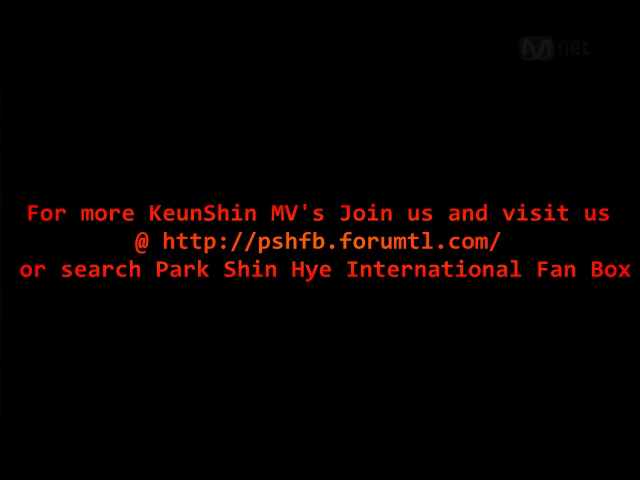 Mnet
For more KeunShin MV's Join us and visit us
@ http://pshfb.forumtl.com/
or search Park Shin Hye International Fan Box